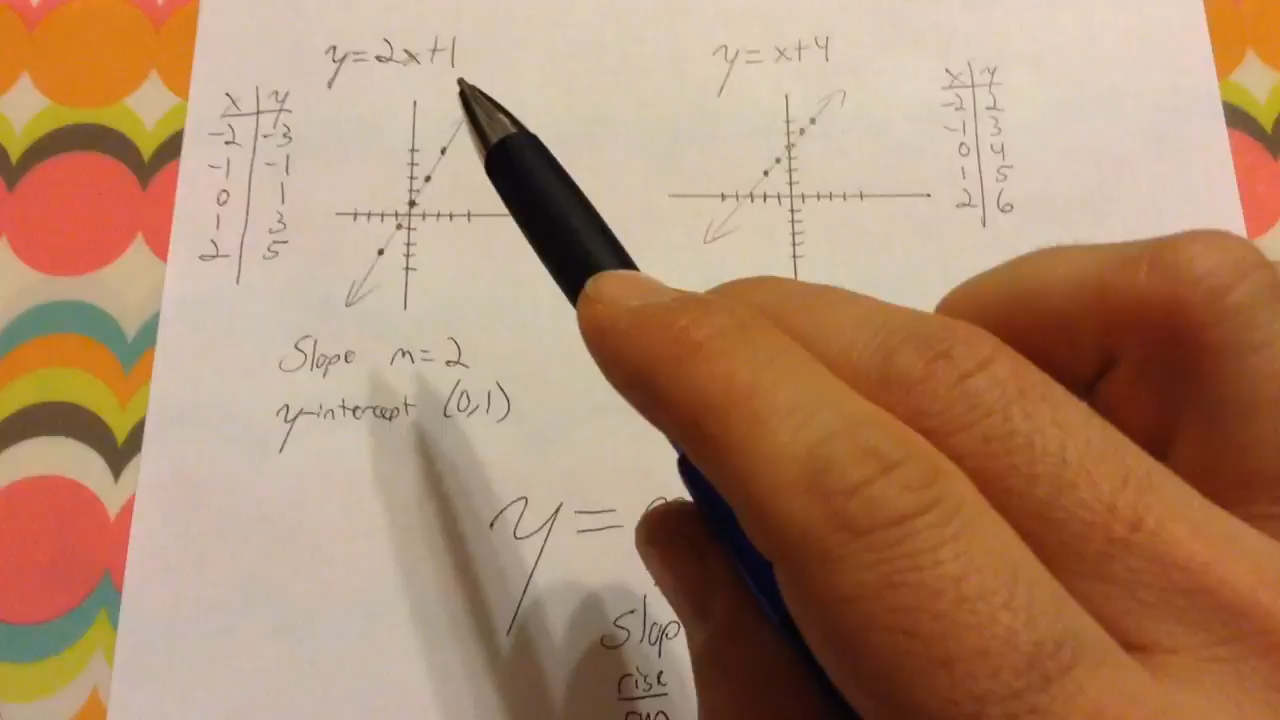 y=2x+1
x y
-2 -3
-1 -1
0 1
1 3
2 5
y=x+4
x y
-2 2
-1 3
0 4
1 5
2 6
Slope m=2
y-intercept (0,1)
y=
Slop
rise